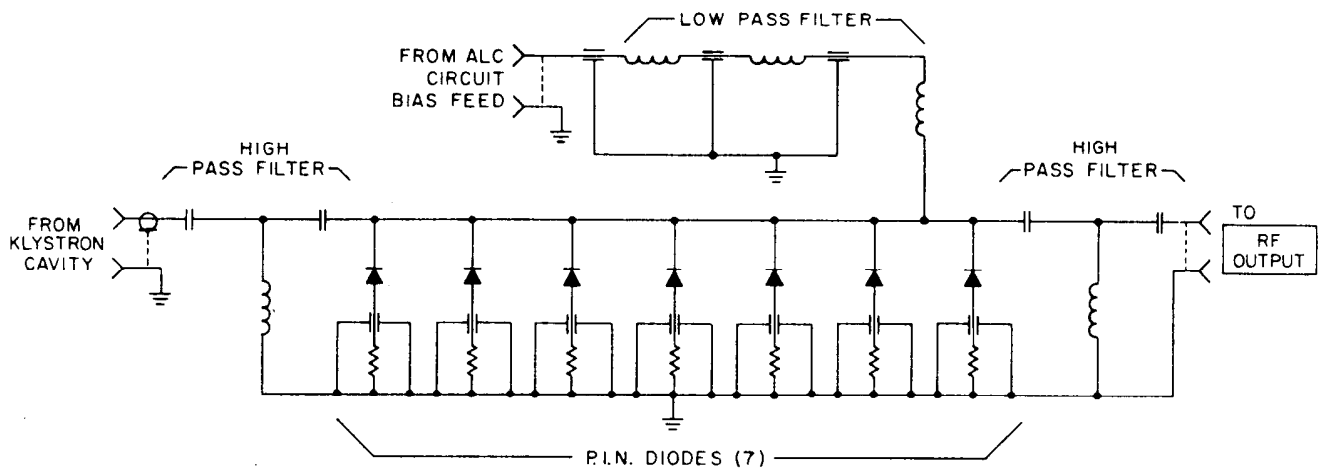 LOW PASS FILTER
FROM ALC
CIRCUIT
BIAS FEED
HIGH
PASS FILTER
HIGH
PASS FILTER
FROM
KLYSTRON
CAVITY
TO
RF
OUTPUT
P.I.N. DIODES (7)